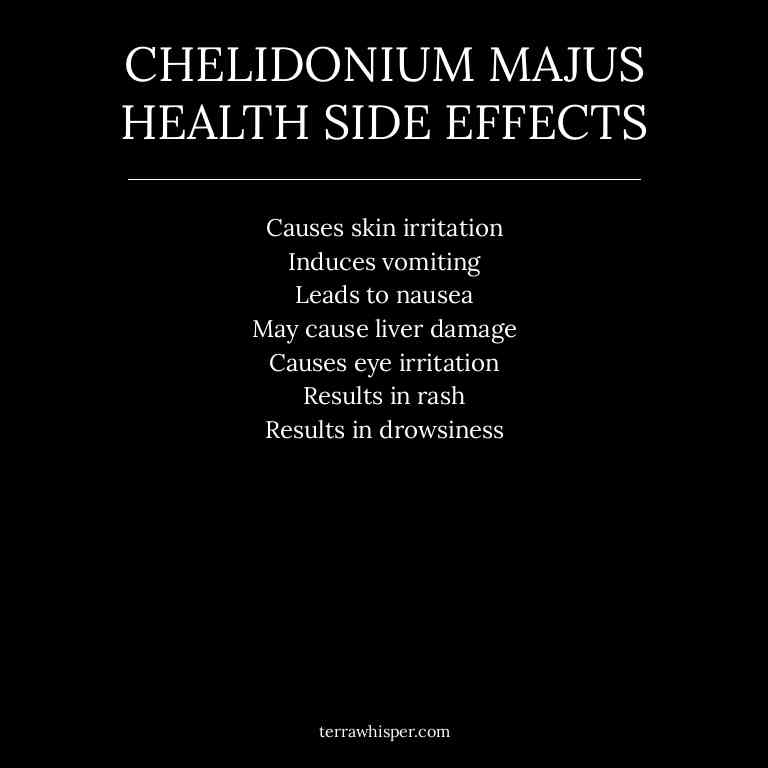 CHELIDONIUM MAJUS
HEALTH SIDE EFFECTS
Causes skin irritation
Induces vomiting
Leads to nausea
May cause liver damage
Causes eye irritation
Results in rash
Results in drowsiness
terrawhisper.com